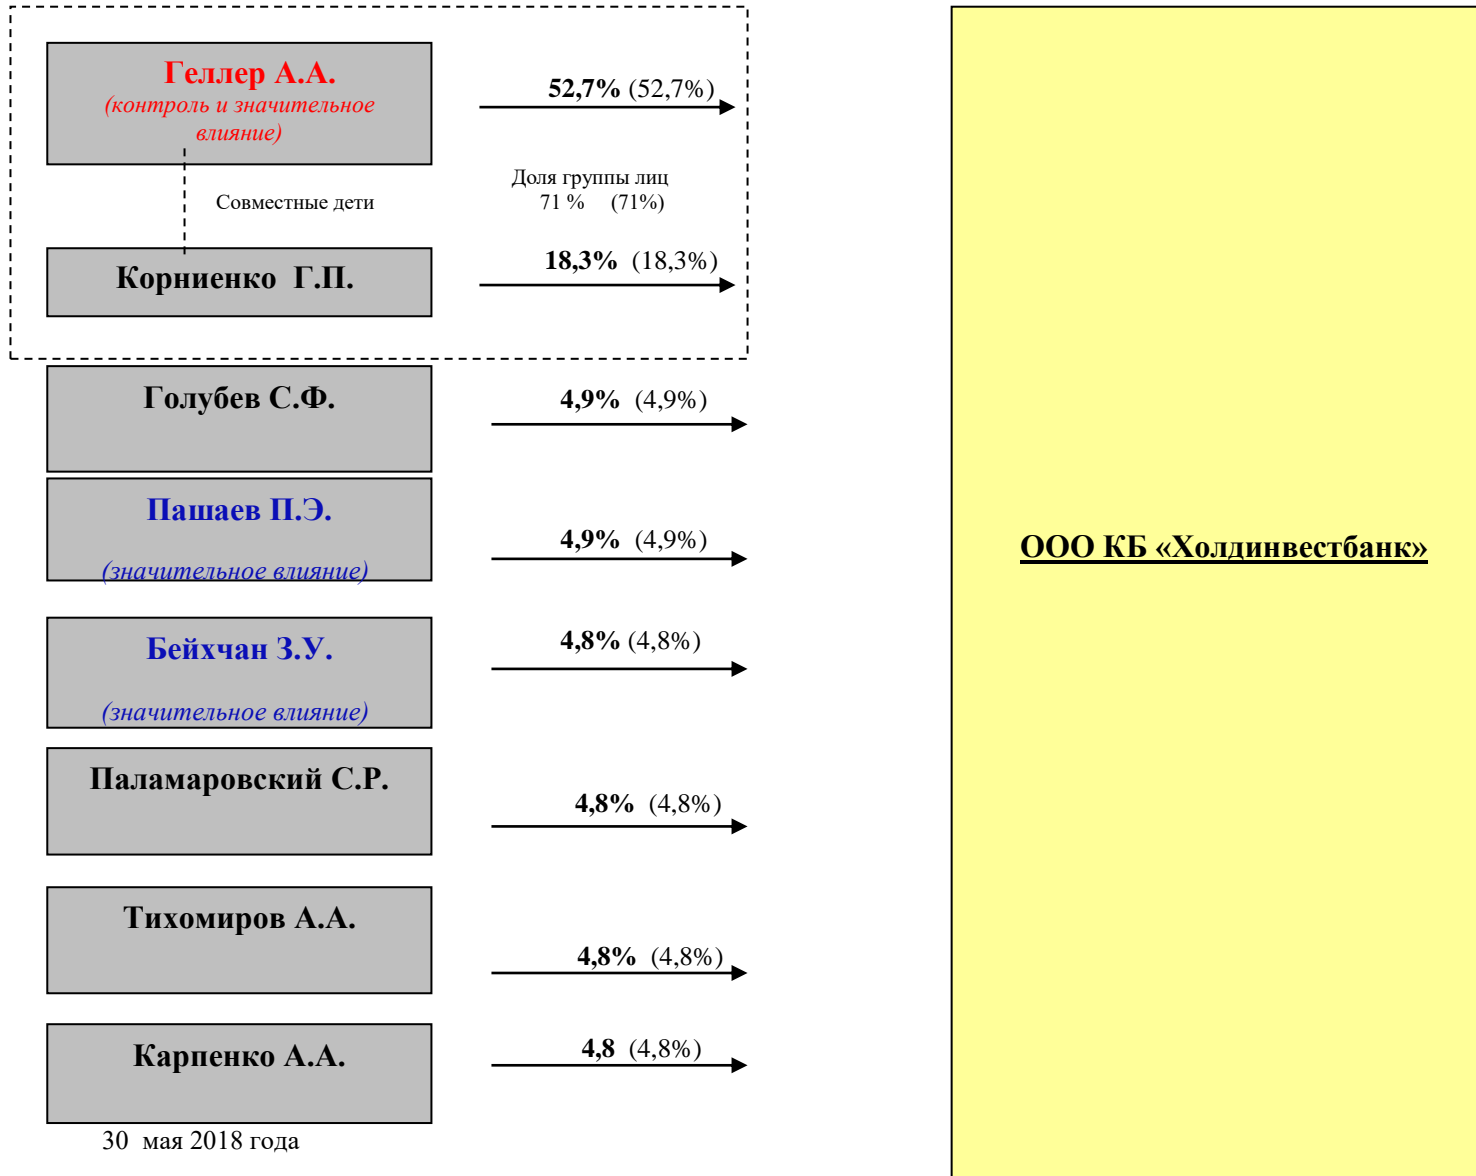 Геллер А.А.
(контроль и значительное
влияние)
52,7% (52,7%)
Совместные дети
Доля группы лиц
71 % (71%)
Корниенко Г.П.
18,3% (18,3%)
Голубев С.Ф.
4,9% (4,9%)
Пашаев П.Э.
(значительное влияние)
4,9% (4,9%)
ООО КБ «Холдинвестбанк»
Бейхчан З.У.
(значительное влияние)
4,8% (4,8%)
Паламаровский С.Р.
4,8% (4,8%)
Тихомиров А.А.
4,8% (4,8%)
Карпенко А.А.
4,8 (4,8%)
30 мая 2018 года